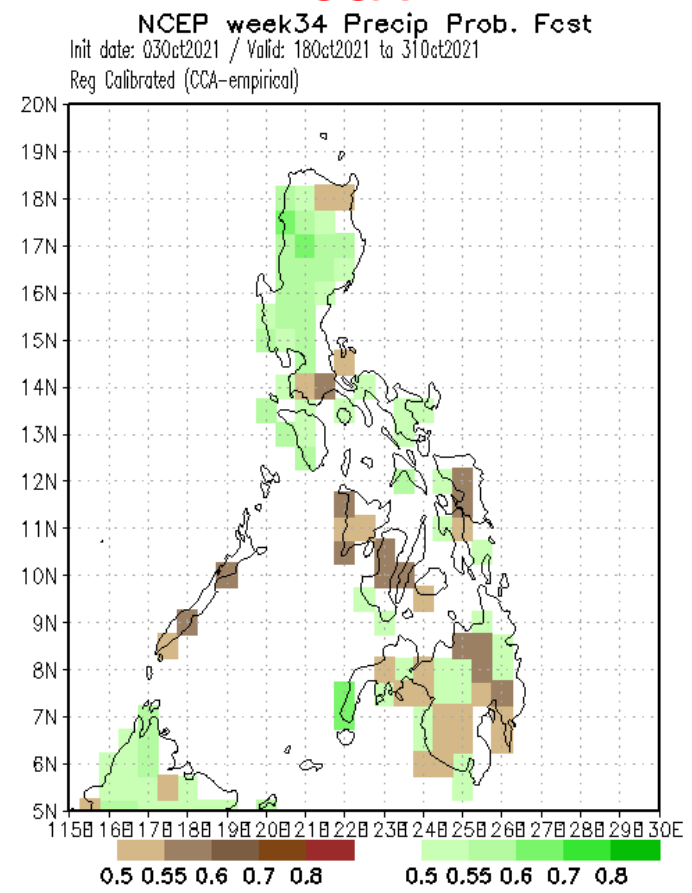 NCEP week34 Precip Prob. Fcst
Init date: 03Oct2021 / Valid: 18Oct2021 to 31Oct2021
Reg Calibrated (CCA-empirical)
20N
19N
18N
17N
16N
15N
14N
13N
12N
11N
10N
9N
8N
7N
6N
5N
115E 116E 117E 118E 119E 120E 121E 122E 123E 124E 125E 126E 127E 128E 129E 130E
0.5 0.55 0.6 0.7 0.8 0.5 0.55 0.6 0.7 0.8